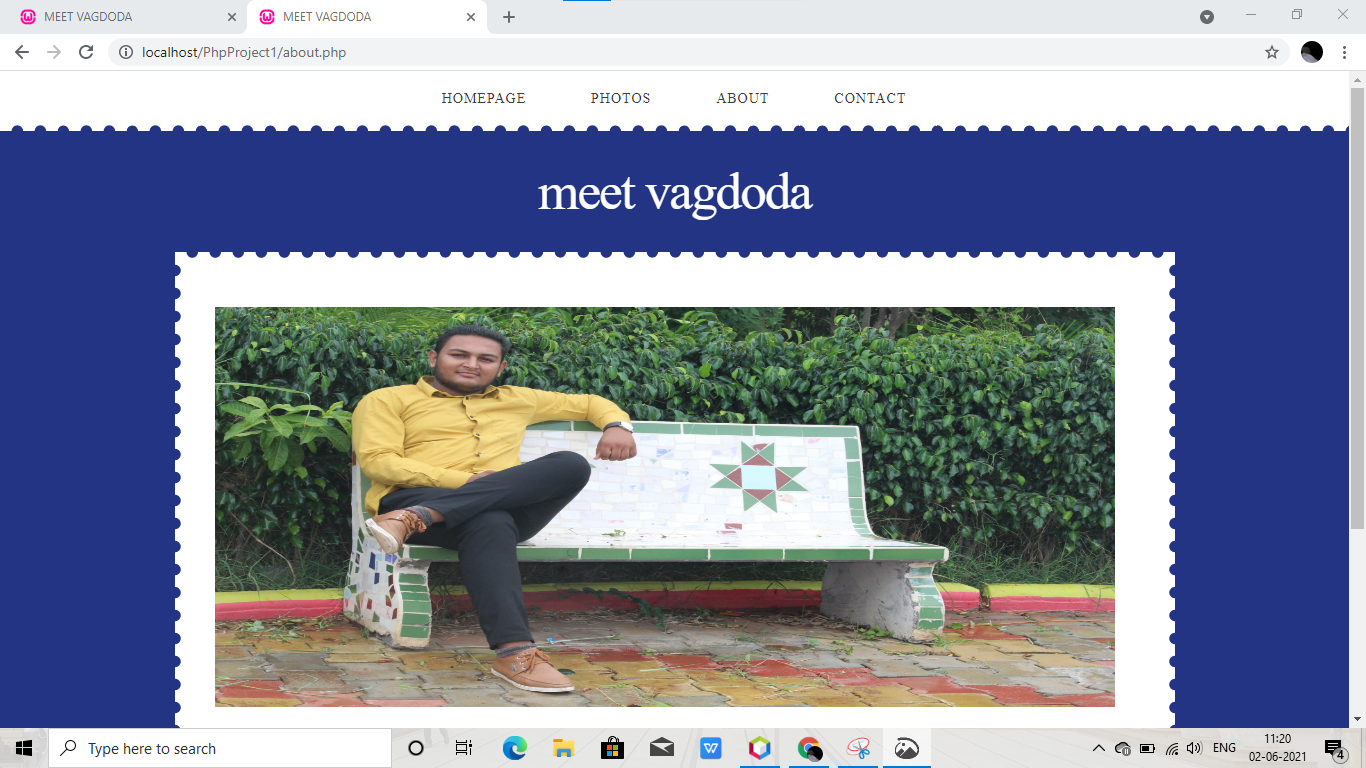 MEET VAGDODA
MEET VAGDODA
localhost/PhpProject1/about.php
HOMEPAGE PHOTOS ABOUT CONTACT
meet vagdoda
Type here to search
ENG
11:20
02-06-2021
4